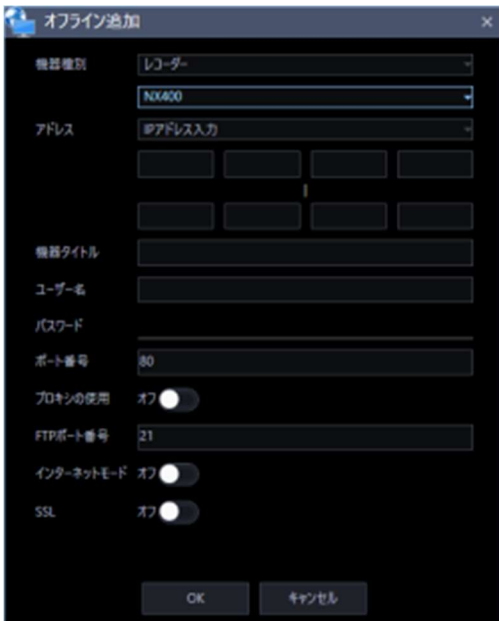 オフライン追加
機器種別 レコーダー
NX400
アドレス IPアドレス入力
機器タイトル
ユーザー名
パスワード
ポート番号 80
プロキシの使用 オフ
FTPポート番号 21
インターネットモード オフ
SSL オフ
OK キャンセル